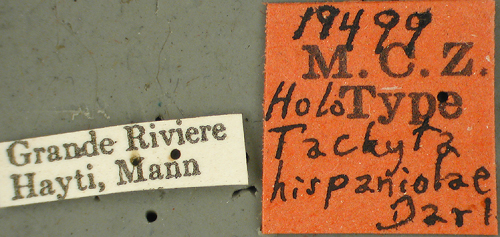 Grande Riviere
Hayti, Mann
19499
M. C. Z.
Holo Type
Tachyta
hispaniolae
Darl